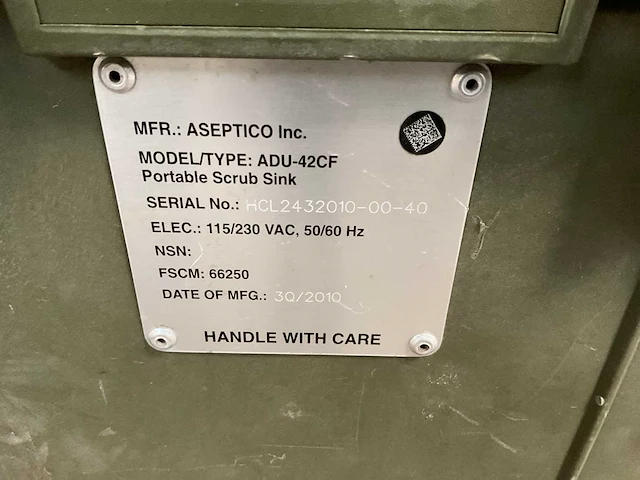 MFR.: ASEPTICO Inc.
MODEL/TYPE: ADU-42CF
Portable Scrub Sink
SERIAL No.: HCL2432010-00-40
ELEC.: 115/230 VAC, 50/60 Hz
NSN:
FSCM: 66250
DATE OF MFG.: 3Q/2010
HANDLE WITH CARE